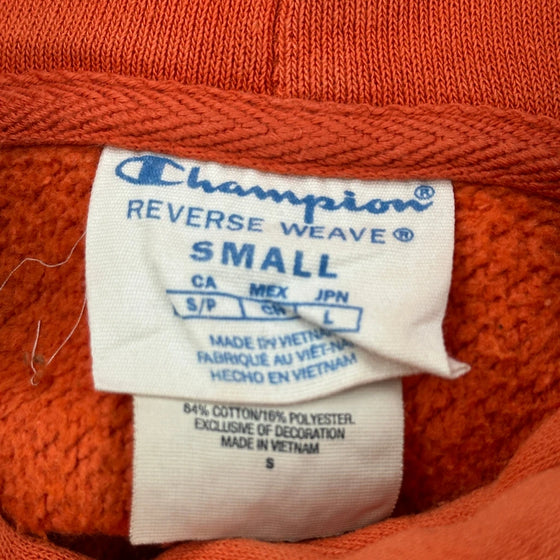 Champion®
REVERSE WEAVE®
SMALL
CA MEX JPN
S/P CH L
MADE IN VIETNAM
FABRIQUÉ AU VIÊT-NAM
HECHO EN VIETNAM
84% COTTON/16% POLYESTER.
EXCLUSIVE OF DECORATION
MADE IN VIETNAM
S